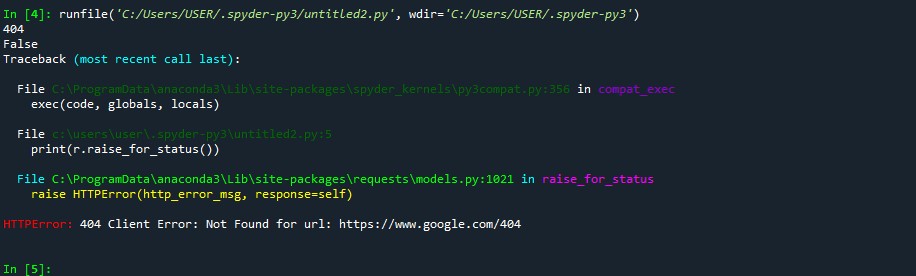 In [4]: runfile('C:/Users/USER/.spyder-py3/untitled2.py', wdir='C:/Users/USER/.spyder-py3')
404
False
Traceback (most recent call last):
File C:\ProgramData\anaconda3\Lib\site-packages\spyder_kernels\py3compat.py:356 in compat_exec
exec(code, globals, locals)
File c:\users\user\.spyder-py3\untitled2.py:5
print(r.raise_for_status())
File C:\ProgramData\anaconda3\Lib\site-packages\requests\models.py:1021 in raise_for_status
raise HTTPError(http_error_msg, response=self)
HTTPError: 404 Client Error: Not Found for url: https://www.google.com/404
In [5]: